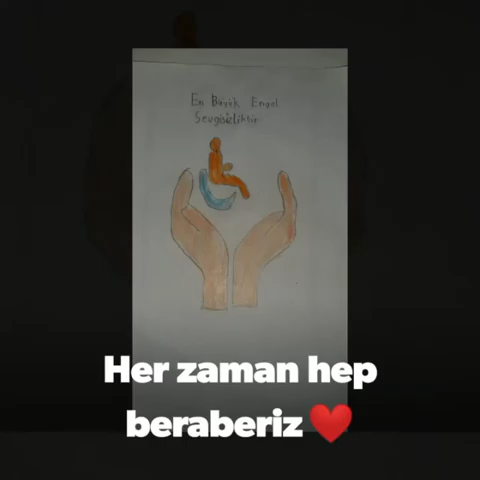 En Büyük Engel
Sevgisizliktir
Her zaman hep
beraberiz ❤️